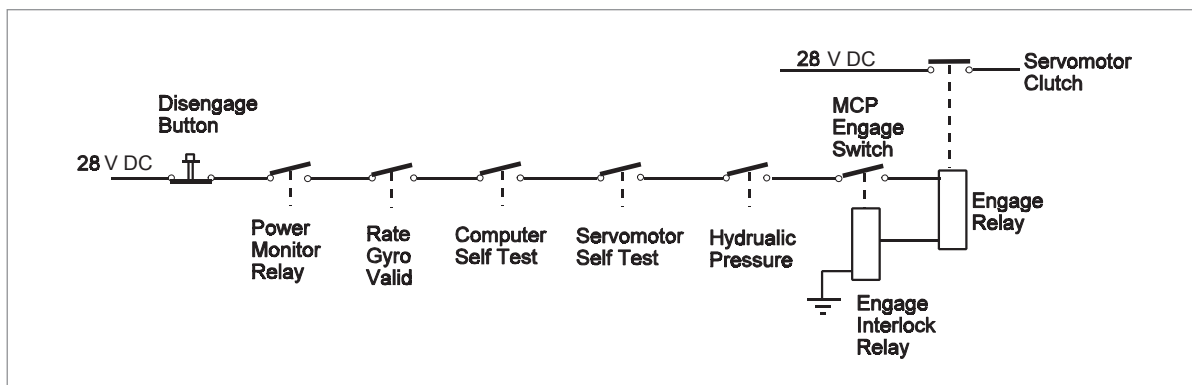 28 V DC
Servomotor
Clutch
Disengage
Button
MCP
Engage
Switch
28 V DC
Power
Monitor
Relay
Rate
Gyro
Valid
Computer
Self Test
Servomotor
Self Test
Hydrualic
Pressure
Engage
Relay
Engage
Interlock
Relay